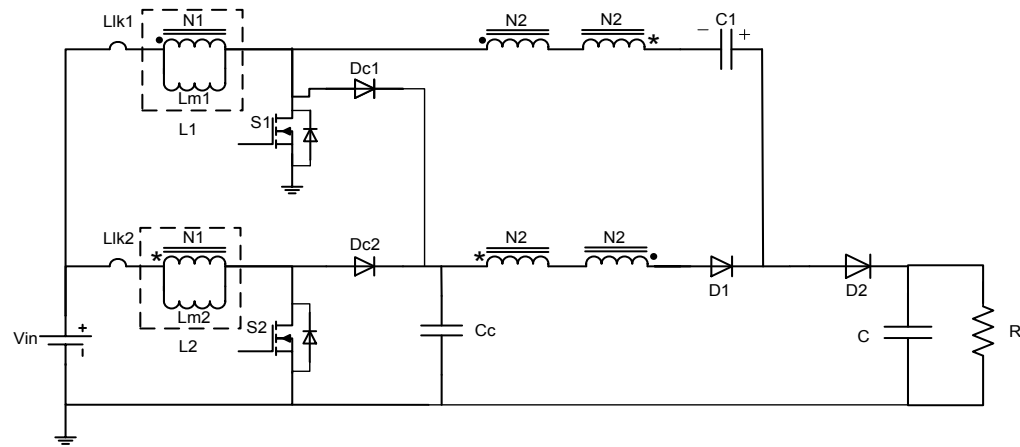 Llk1
N1
N2
N2
C1
− +
*
Dc1
Lm1
S1
L1
Llk2
N1
Dc2
N2
N2
*
*
D1
D2
Lm2
S2
Vin
+
-
L2
Cc
C
R